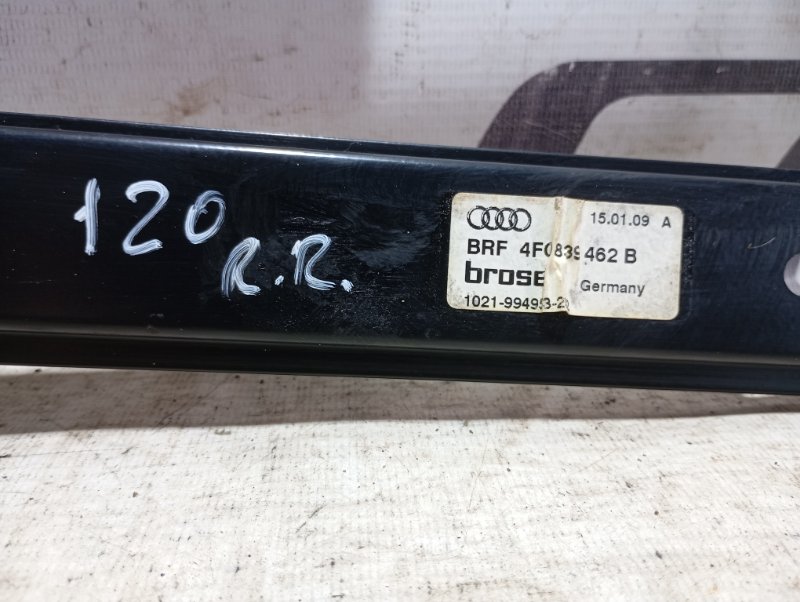 120
R.R.
15.01.09 A
BRF 4F0839462 B
brose
Germany